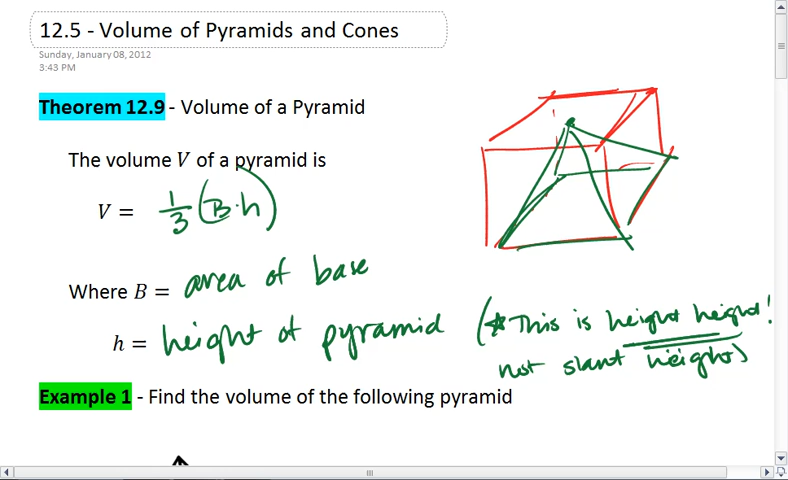 12.5 - Volume of Pyramids and Cones
Sunday, January 08, 2012
3:43 PM
Theorem 12.9 - Volume of a Pyramid
The volume V of a pyramid is
V = 1/3 (B·h)
Where B = area of base
h = height of pyramid
(* This is height height!
not slant height)
Example 1 - Find the volume of the following pyramid